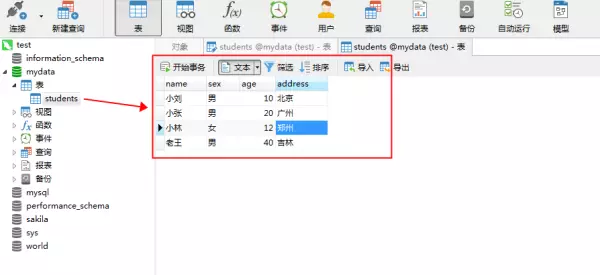 连接 新建查询 表 视图 函数 事件 用户 查询 报表 备份 自动运行 模型
test
对象 students @mydata (test) - 表 students @mydata (test) - 表
information_schema
mydata
开始事务 文本 筛选 排序 导入 导出
表
name sex age address
students
小刘 男 10 北京
视图
小张 男 20 广州
函数
小林 女 12 郑州
事件
老王 男 40 吉林
查询
报表
备份
mysql
performance_schema
sakila
sys
world